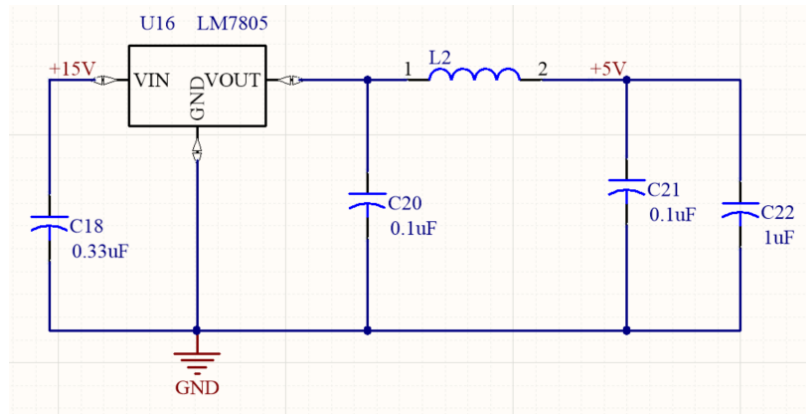 U16 LM7805
+15V
VIN
VOUT
GND
1
L2
2
+5V
C18
0.33uF
C20
0.1uF
C21
0.1uF
C22
1uF
GND